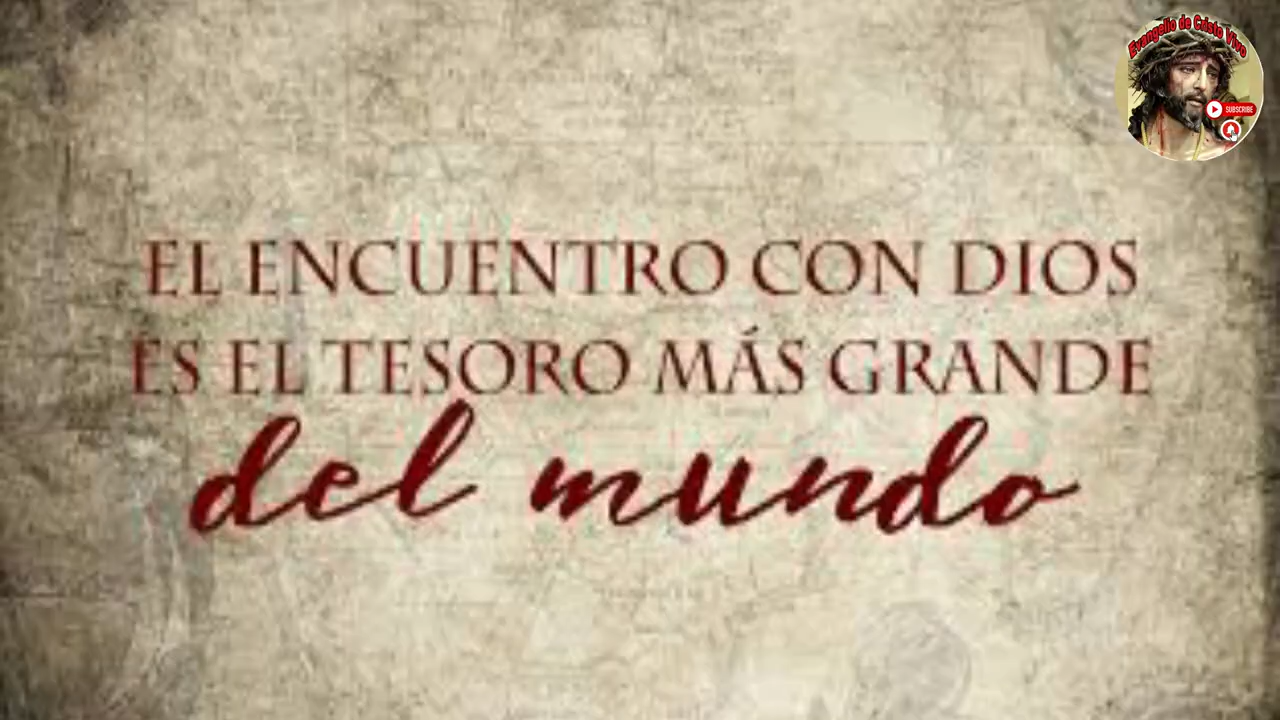 Evangelio de Cristo Vivo
SUBSCRIBE
EL ENCUENTRO CON DIOS
ES EL TESORO MÁS GRANDE
del mundo